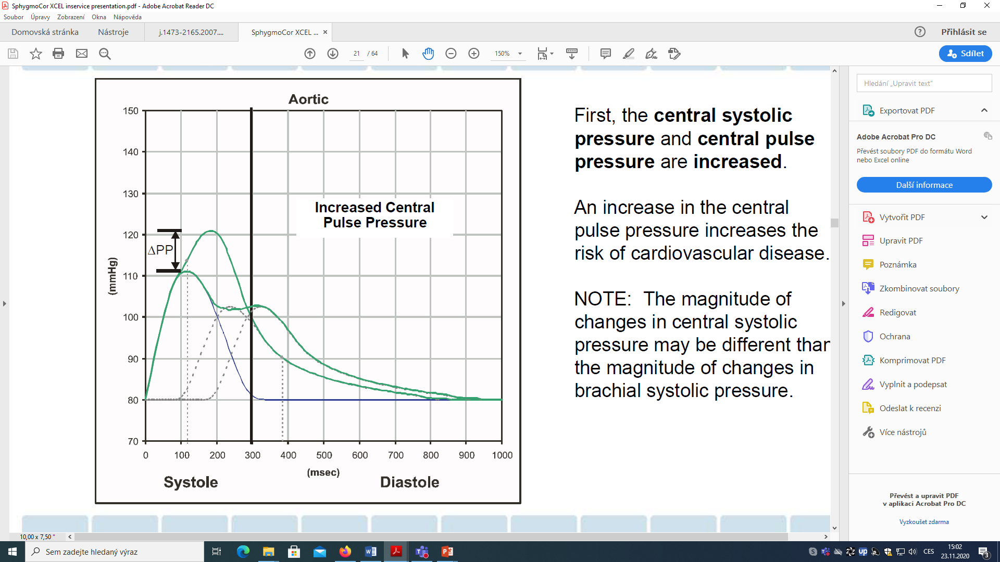 SphygmoCor XCEL inservice presentation.pdf - Adobe Acrobat Reader DC
Soubor Úpravy Zobrazení Okna Nápověda
Domovská stránka Nástroje j.1473-2165.2007.... SphygmoCor XCEL ... ×
Přihlásit se
21 / 64 150%
Sdílet
Aortic
150
140
130
120
110
100
90
80
70
(mmHg)
ΔPP
Increased Central
Pulse Pressure
0 100 200 300 400 500 600 700 800 900 1000
(msec)
Systole Diastole
First, the central systolic
pressure and central pulse
pressure are increased.
An increase in the central
pulse pressure increases the
risk of cardiovascular disease.
NOTE: The magnitude of
changes in central systolic
pressure may be different than
the magnitude of changes in
brachial systolic pressure.
Hledání „Upravit text"
Exportovat PDF
Adobe Acrobat Pro DC
Převést soubory PDF do formátu Word
nebo Excel online
Další informace
Vytvořit PDF
Upravit PDF
Poznámka
Zkombinovat soubory
Redigovat
Ochrana
Komprimovat PDF
Vyplnit a podepsat
Odeslat k recenzi
Více nástrojů
Převést a upravit PDF
v aplikaci Acrobat Pro DC
Vyzkoušet zdarma
10,00 x 7,50 "
Sem zadejte hledaný výraz
CES
15:02
23.11.2020
3